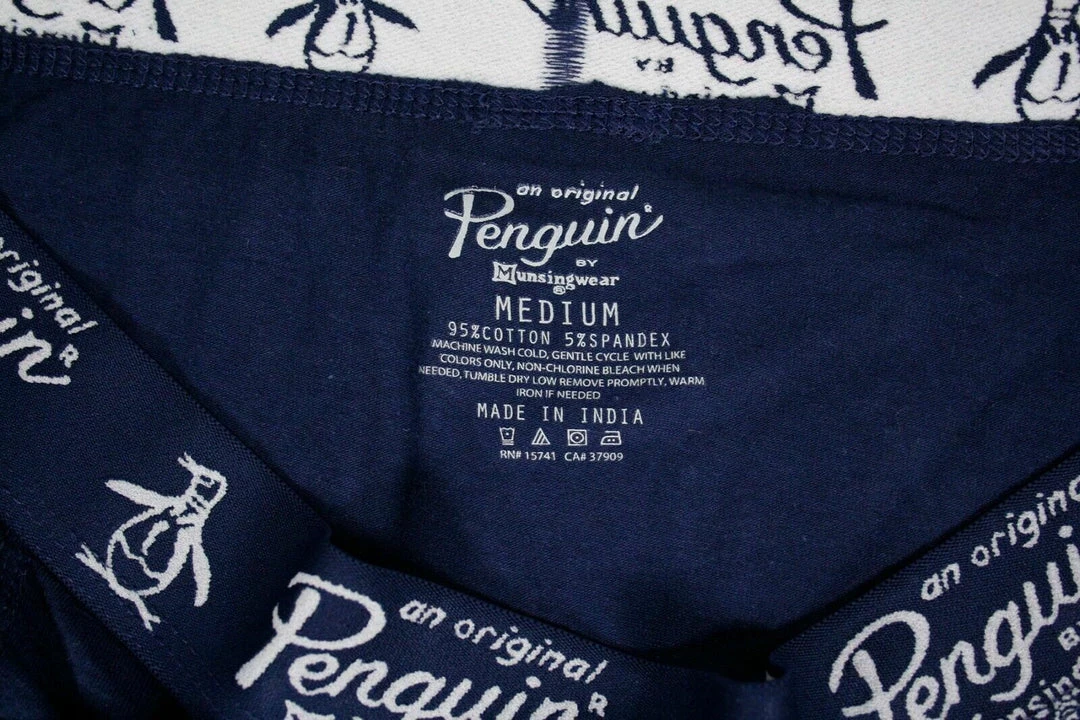 Penguin
BY
an original
Penguin®
BY
Munsingwear
®
MEDIUM
95%COTTON 5%SPANDEX
MACHINE WASH COLD, GENTLE CYCLE WITH LIKE
COLORS ONLY, NON-CHLORINE BLEACH WHEN
NEEDED, TUMBLE DRY LOW REMOVE PROMPTLY, WARM
IRON IF NEEDED
MADE IN INDIA
RN# 15741 CA# 37909
original
an original
Penguin®
an original
Penguin